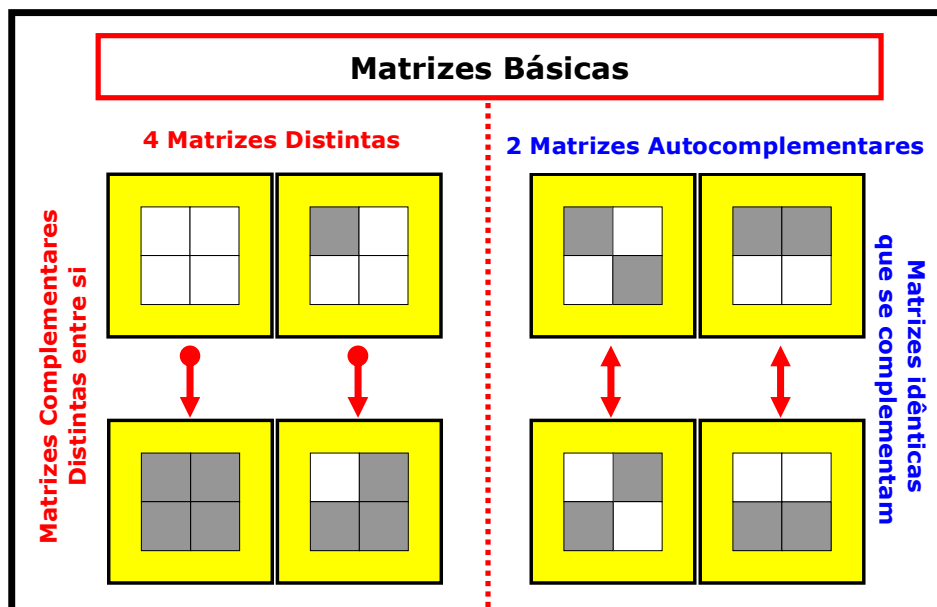 Matrizes Básicas
4 Matrizes Distintas
2 Matrizes Autocomplementares
Matrizes Complementares
Distintas entre si
Matrizes idênticas
que se complementam